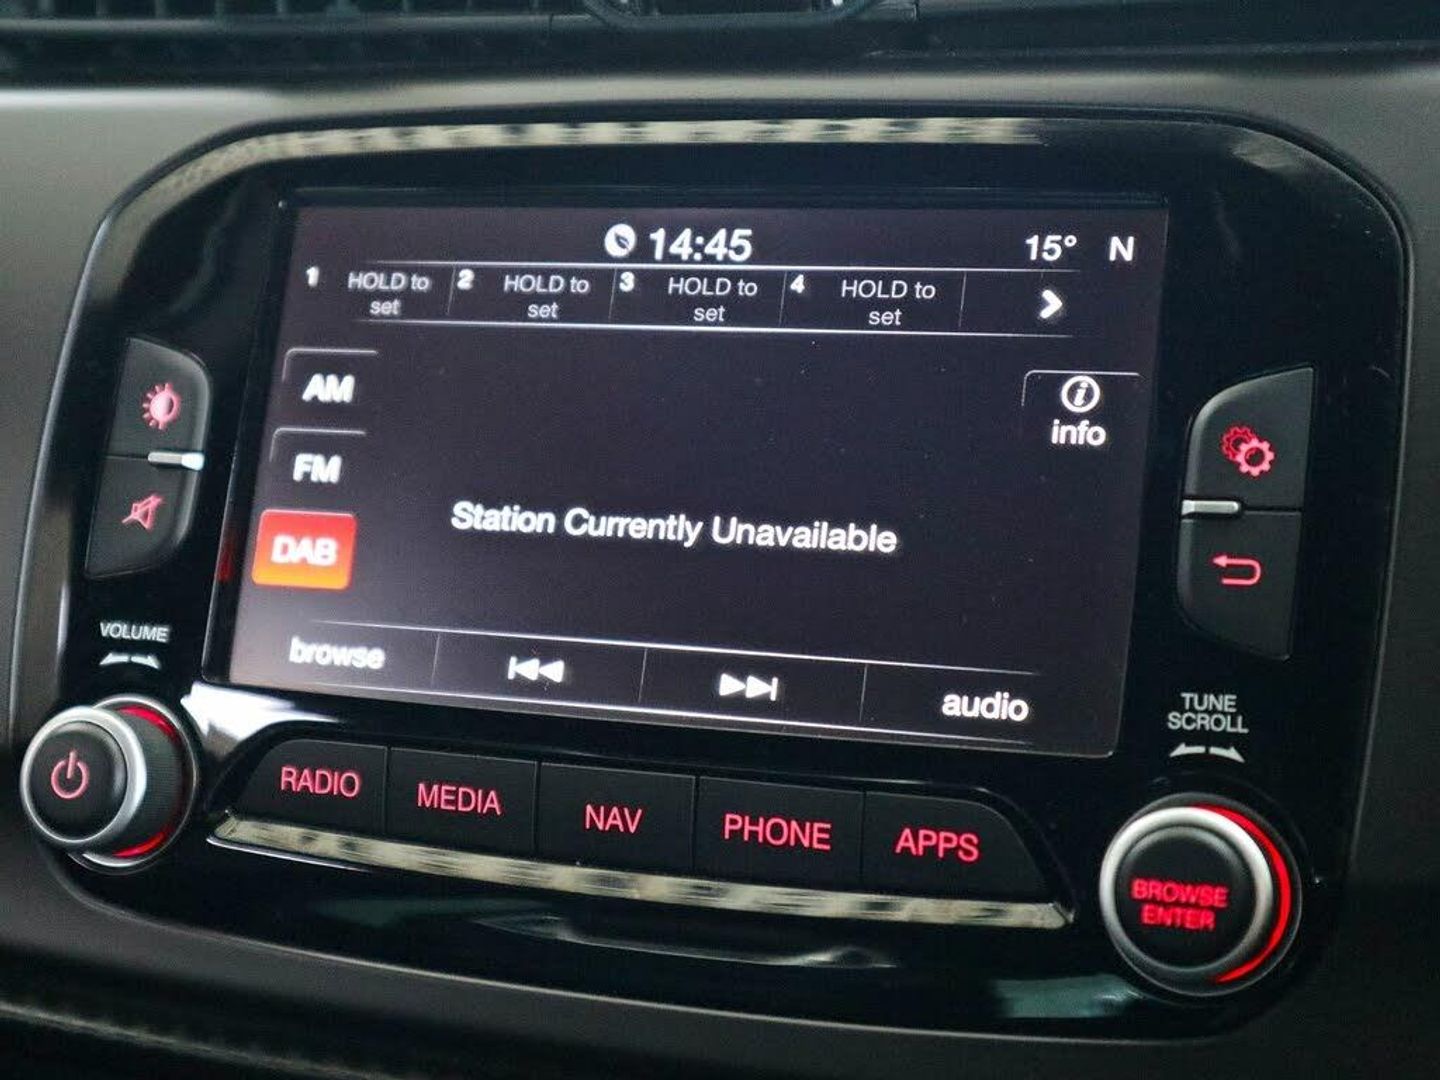 14:45
15° N
1 HOLD to set
2 HOLD to set
3 HOLD to set
4 HOLD to set
AM
info
FM
Station Currently Unavailable
DAB
browse
audio
VOLUME
TUNE
SCROLL
RADIO
MEDIA
NAV
PHONE
APPS
BROWSE
ENTER